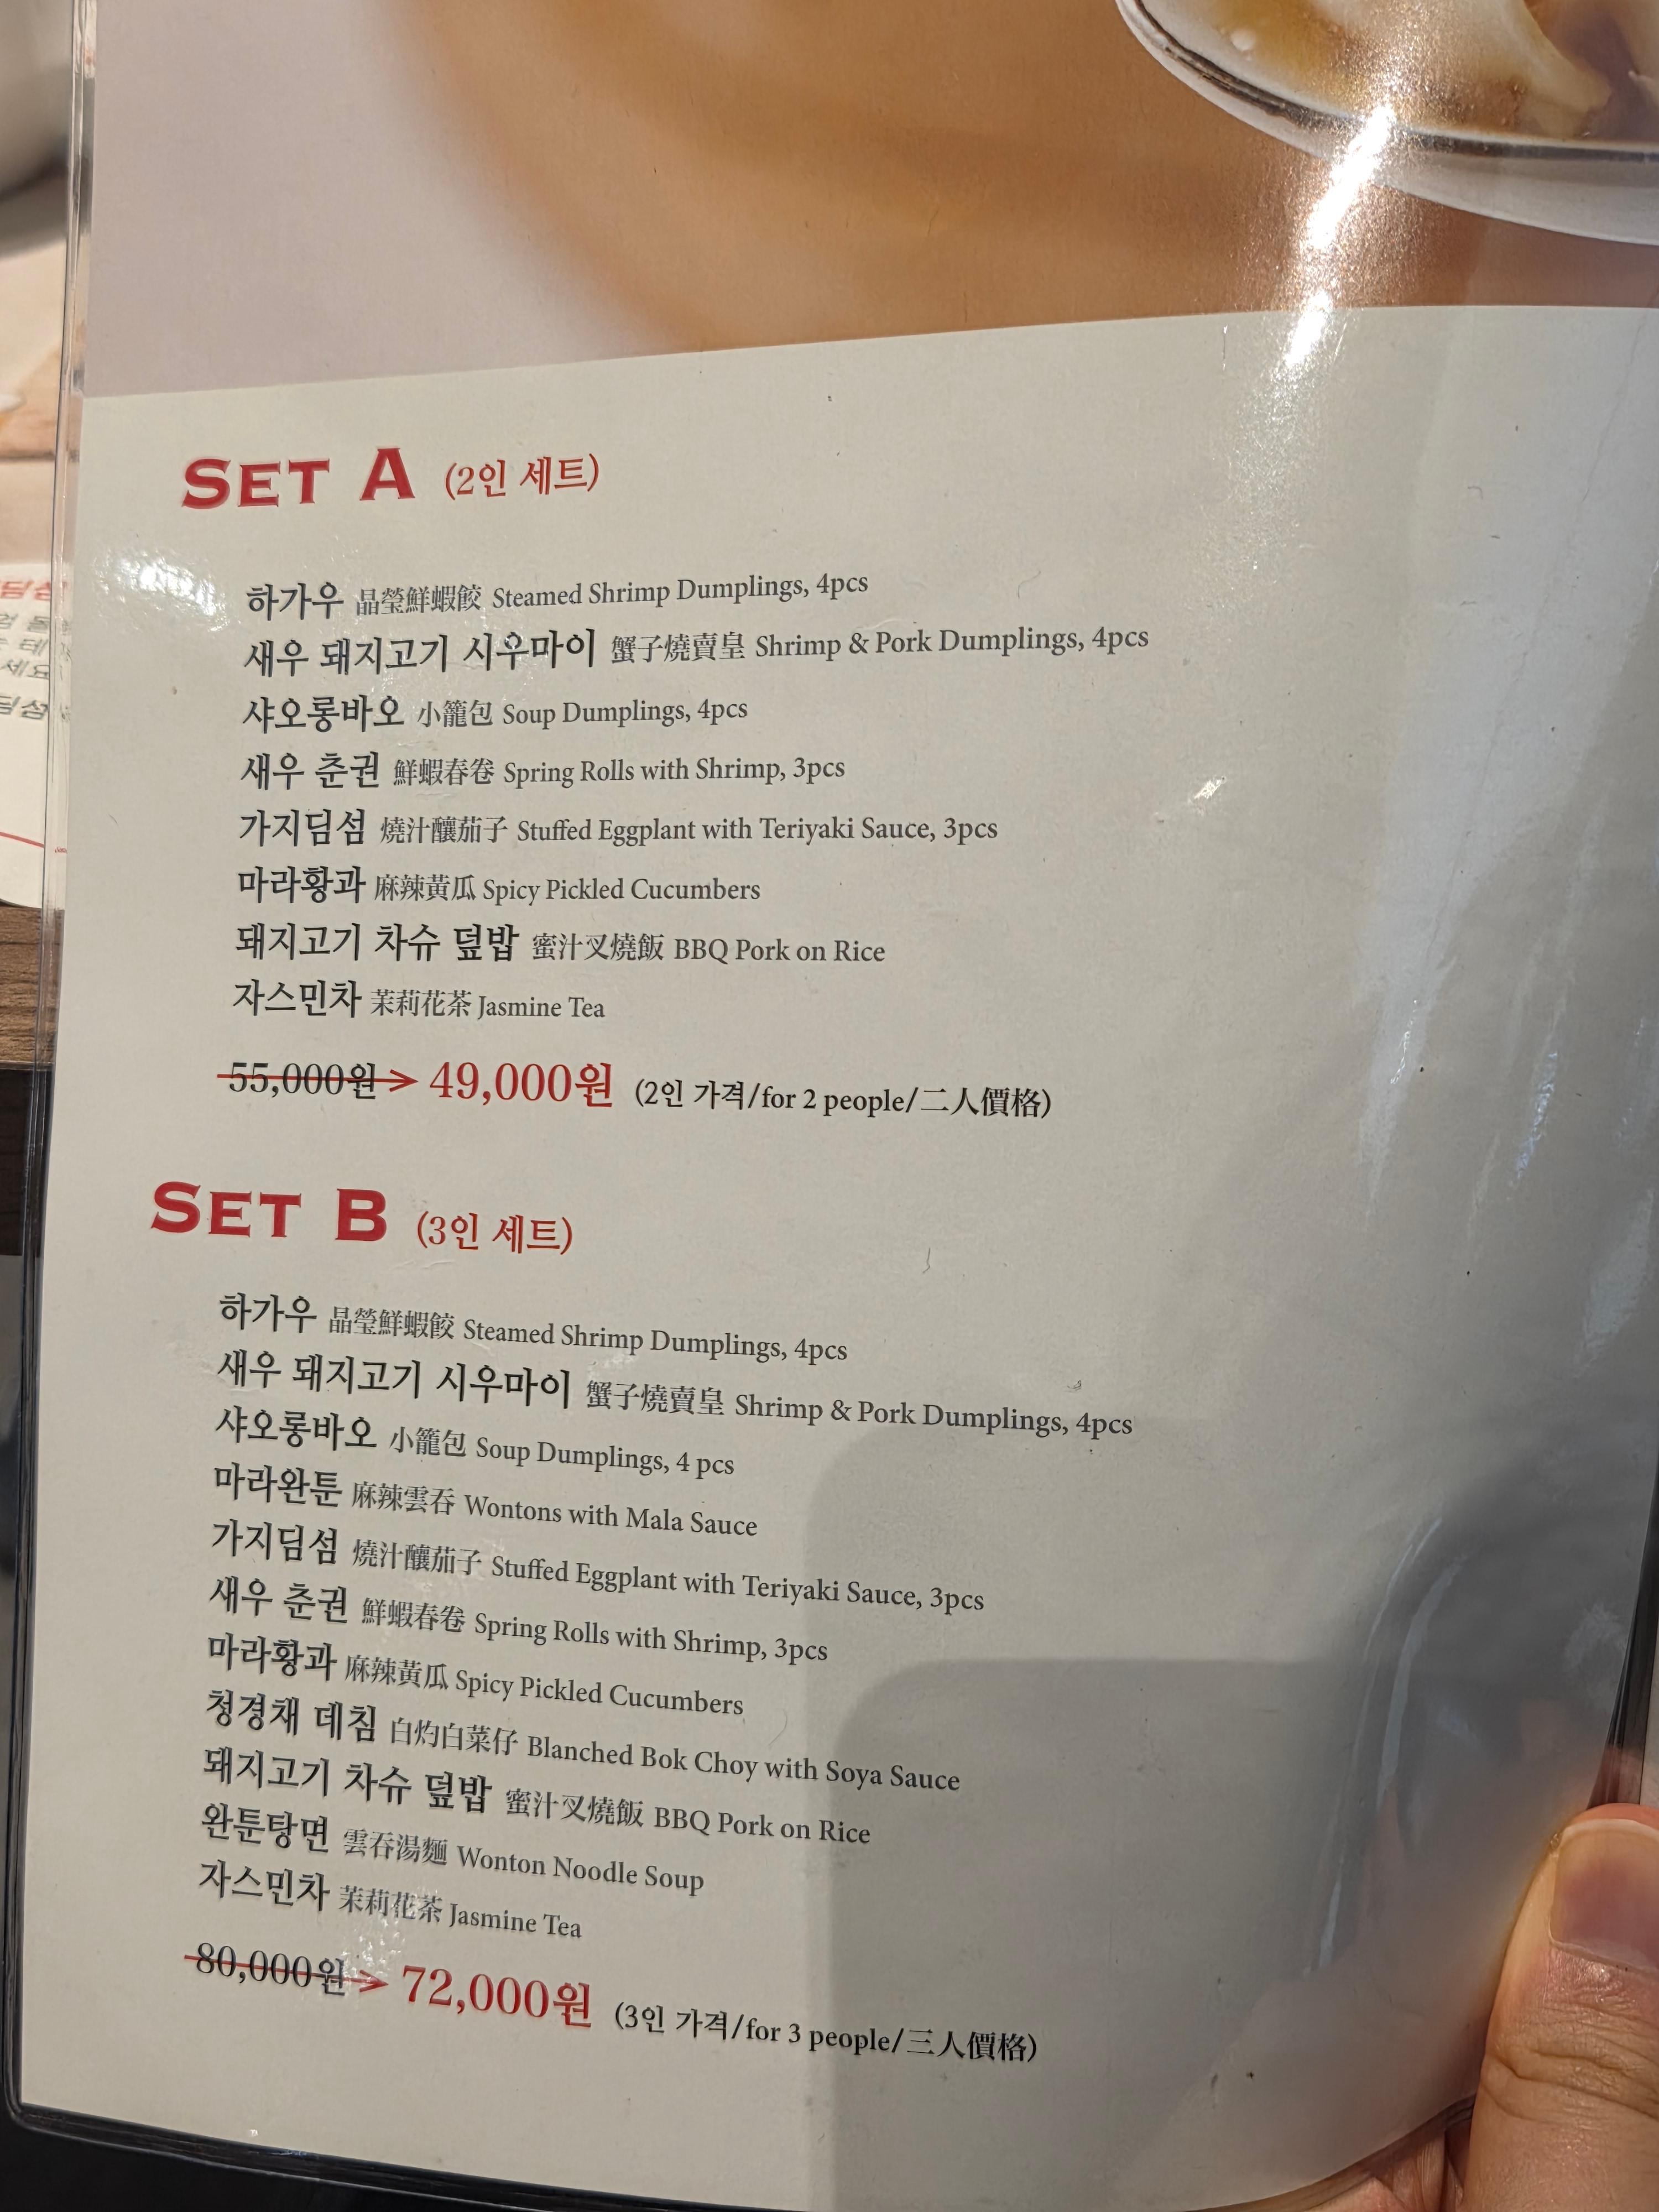 SET A (2인 세트)
하가우 晶瑩鮮蝦餃 Steamed Shrimp Dumplings, 4pcs
새우 돼지고기 시우마이 蟹子燒賣皇 Shrimp & Pork Dumplings, 4pcs
샤오롱바오 小籠包 Soup Dumplings, 4pcs
새우 춘권 鮮蝦春卷 Spring Rolls with Shrimp, 3pcs
가지딤섬 燒汁釀茄子 Stuffed Eggplant with Teriyaki Sauce, 3pcs
마라황과 麻辣黃瓜 Spicy Pickled Cucumbers
돼지고기 차슈 덮밥 蜜汁叉燒飯 BBQ Pork on Rice
자스민차 茉莉花茶 Jasmine Tea
55,000원 > 49,000원 (2인 가격/for 2 people/二人價格)
SET B (3인 세트)
하가우 晶瑩鮮蝦餃 Steamed Shrimp Dumplings, 4pcs
새우 돼지고기 시우마이 蟹子燒賣皇 Shrimp & Pork Dumplings, 4pcs
샤오롱바오 小籠包 Soup Dumplings, 4 pcs
마라완툰 麻辣雲吞 Wontons with Mala Sauce
가지딤섬 燒汁釀茄子 Stuffed Eggplant with Teriyaki Sauce, 3pcs
새우 춘권 鮮蝦春卷 Spring Rolls with Shrimp, 3pcs
마라황과 麻辣黃瓜 Spicy Pickled Cucumbers
청경채 데침 白灼白菜仔 Blanched Bok Choy with Soya Sauce
돼지고기 차슈 덮밥 蜜汁叉燒飯 BBQ Pork on Rice
완툰탕면 雲吞湯麵 Wonton Noodle Soup
자스민차 茉莉花茶 Jasmine Tea
80,000원 > 72,000원 (3인 가격/for 3 people/三人價格)